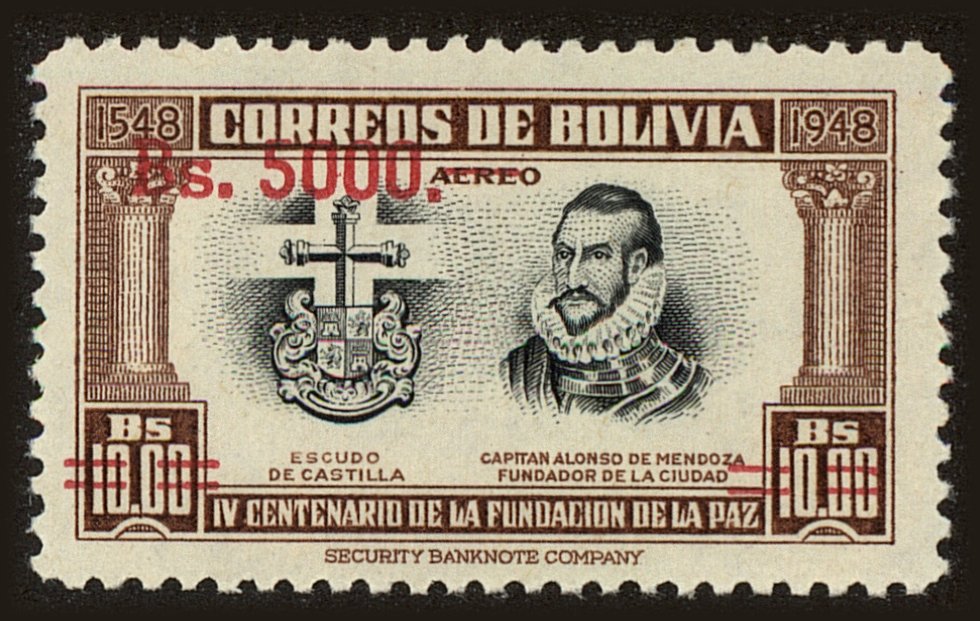 1548 CORREOS DE BOLIVIA 1948
Bs. 5000.
AEREO
ESCUDO
DE CASTILLA
CAPITAN ALONSO DE MENDOZA
FUNDADOR DE LA CIUDAD
BS
10.00
BS
10.00
IV CENTENARIO DE LA FUNDACION DE LA PAZ
SECURITY BANKNOTE COMPANY